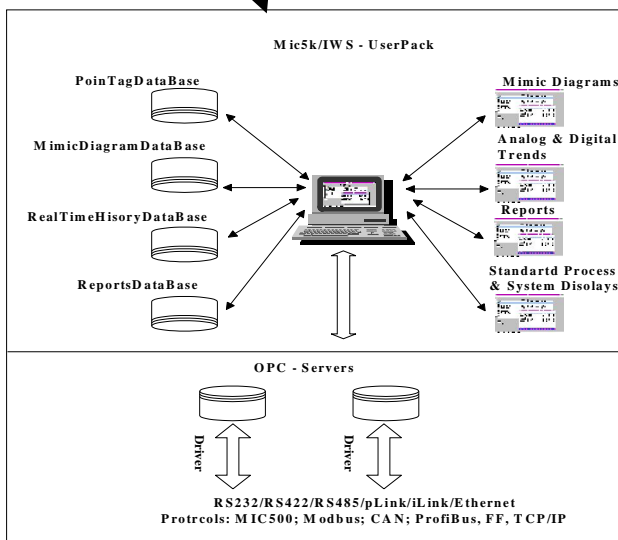 Mic5k/IWS - UserPack
PoinTagDataBase
MimicDiagramDataBase
RealTimeHisoryDataBase
ReportsDataBase
Mimic Diagrams
Analog & Digital
Trends
Reports
Standartd Process
& System Disolays
OPC - Servers
Driver
Driver
RS232/RS422/RS485/pLink/iLink/Ethernet
Protrcols: MIC500; Modbus; CAN; ProfiBus, FF, TCP/IP